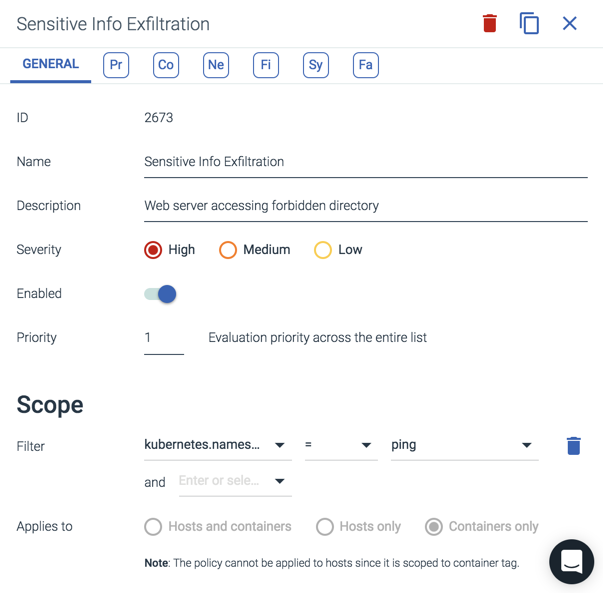 Sensitive Info Exfiltration
GENERAL Pr Co Ne Fi Sy Fa
ID 2673
Name Sensitive Info Exfiltration
Description Web server accessing forbidden directory
Severity High Medium Low
Enabled
Priority 1 Evaluation priority across the entire list
Scope
Filter kubernetes.names... = ping
and Enter or sele...
Applies to Hosts and containers Hosts only Containers only
Note: The policy cannot be applied to hosts since it is scoped to container tag.